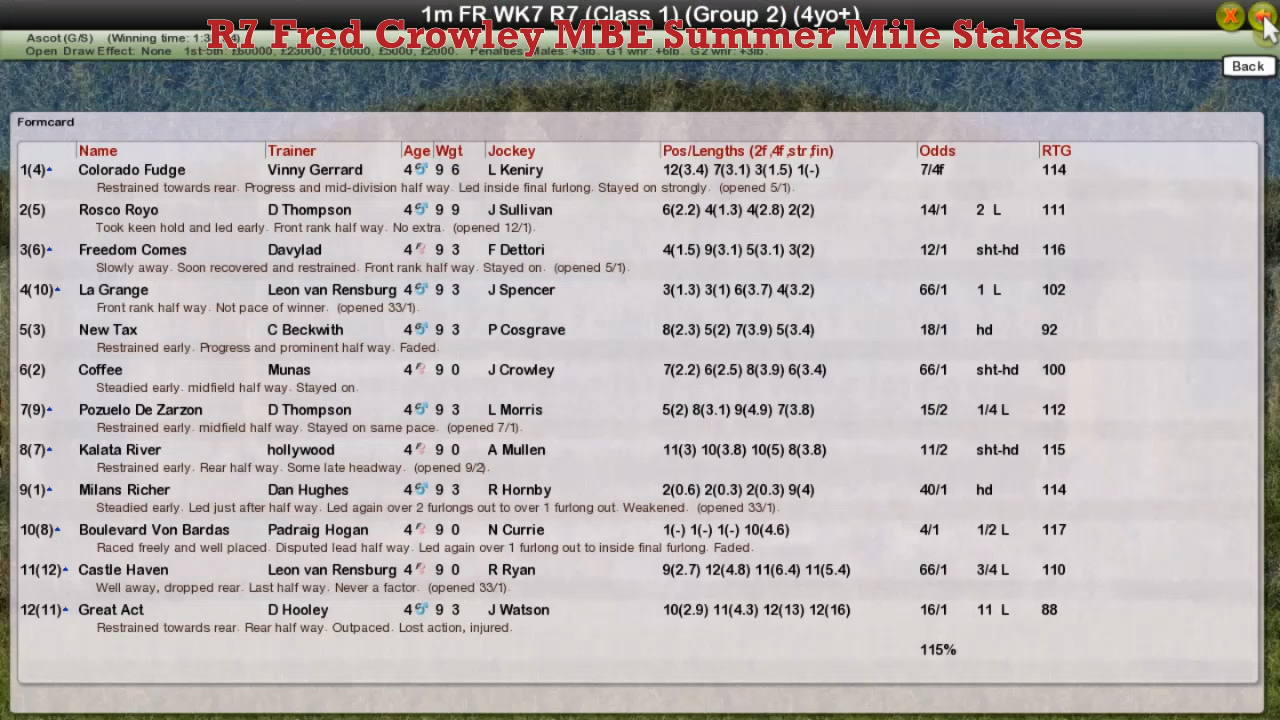 1m FR WK7 R7 (Class 1) (Group 2) (4yo+)
R7 Fred Crowley MBE Summer Mile Stakes
Ascot(G/S) (Winning time: 1:3
Open Draw Effect: None 1st-5th: £60000, £23000, £10000, £5000, £2000. Penalties Males: +3lb. G1 wnr: +6lb. G2 wnr: +3lb.
Back
Formcard
Name Trainer Age Wgt Jockey Pos/Lengths (2f,4f,str,fin) Odds RTG
1(4) Colorado Fudge Vinny Gerrard 4 9 6 L Keniry 12(3.4) 7(3.1) 3(1.5) 1(-) 7/4f 114
Restrained towards rear. Progress and mid-division half way. Led inside final furlong. Stayed on strongly. (opened 5/1).
2(5) Rosco Royo D Thompson 4 9 9 J Sullivan 6(2.2) 4(1.3) 4(2.8) 2(2) 14/1 2 L 111
Took keen hold and led early. Front rank half way. No extra. (opened 12/1).
3(6) Freedom Comes Davylad 4 9 3 F Dettori 4(1.5) 9(3.1) 5(3.1) 3(2) 12/1 sht-hd 116
Slowly away. Soon recovered and restrained. Front rank half way. Stayed on. (opened 5/1).
4(10) La Grange Leon van Rensburg 4 9 3 J Spencer 3(1.3) 3(1) 6(3.7) 4(3.2) 66/1 1 L 102
Front rank half way. Not pace of winner. (opened 33/1).
5(3) New Tax C Beckwith 4 9 3 P Cosgrave 8(2.3) 5(2) 7(3.9) 5(3.4) 18/1 hd 92
Restrained early. Progress and prominent half way. Faded.
6(2) Coffee Munas 4 9 0 J Crowley 7(2.2) 6(2.5) 8(3.9) 6(3.4) 66/1 sht-hd 100
Steadied early. midfield half way. Stayed on.
7(9) Pozuelo De Zarzon D Thompson 4 9 3 L Morris 5(2) 8(3.1) 9(4.9) 7(3.8) 15/2 1/4 L 112
Restrained early. midfield half way. Stayed on same pace. (opened 7/1).
8(7) Kalata River hollywood 4 9 0 A Mullen 11(3) 10(3.8) 10(5) 8(3.8) 11/2 sht-hd 115
Restrained early. Rear half way. Some late headway. (opened 9/2).
9(1) Milans Richer Dan Hughes 4 9 3 R Hornby 2(0.6) 2(0.3) 2(0.3) 9(4) 40/1 hd 114
Steadied early. Led just after half way. Led again over 2 furlongs out to over 1 furlong out. Weakened. (opened 33/1).
10(8) Boulevard Von Bardas Padraig Hogan 4 9 0 N Currie 1(-) 1(-) 1(-) 10(4.6) 4/1 1/2 L 117
Raced freely and well placed. Disputed lead half way. Led again over 1 furlong out to inside final furlong. Faded.
11(12) Castle Haven Leon van Rensburg 4 9 0 R Ryan 9(2.7) 12(4.8) 11(6.4) 11(5.4) 66/1 3/4 L 110
Well away, dropped rear. Last half way. Never a factor. (opened 33/1).
12(11) Great Act D Hooley 4 9 3 J Watson 10(2.9) 11(4.3) 12(13) 12(16) 16/1 11 L 88
Restrained towards rear. Rear half way. Outpaced. Lost action, injured.
115%